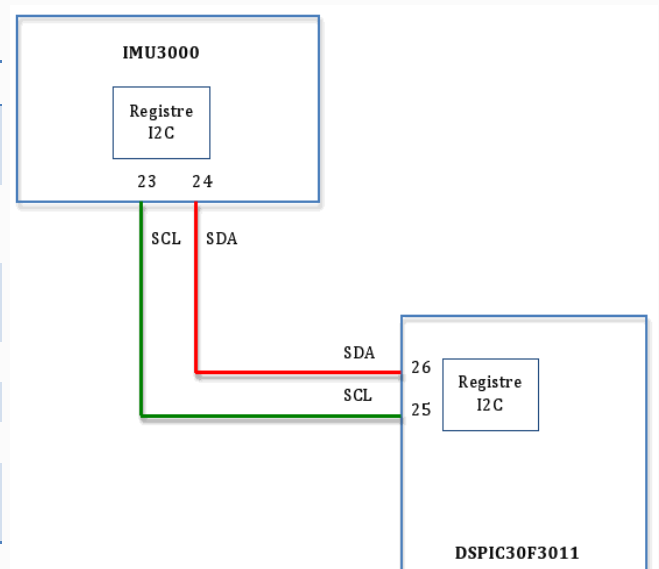 IMU3000
Registre
I2C
23 24
SCL SDA
SDA
26
Registre
I2C
SCL
25
DSPIC30F3011